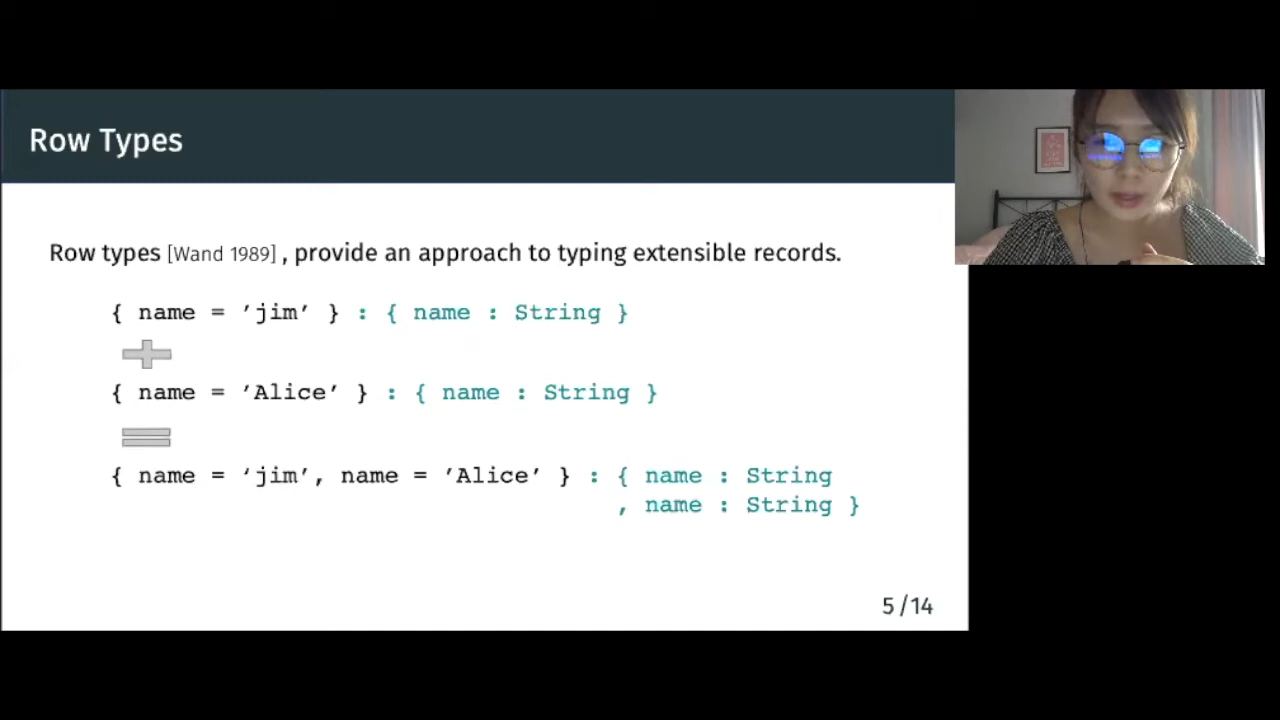 Row Types
Row types [Wand 1989] , provide an approach to typing extensible records.
{ name = ’jim’ } : { name : String }
{ name = ’Alice’ } : { name : String }
{ name = ‘jim’, name = ’Alice’ } : { name : String
, name : String }
5/14